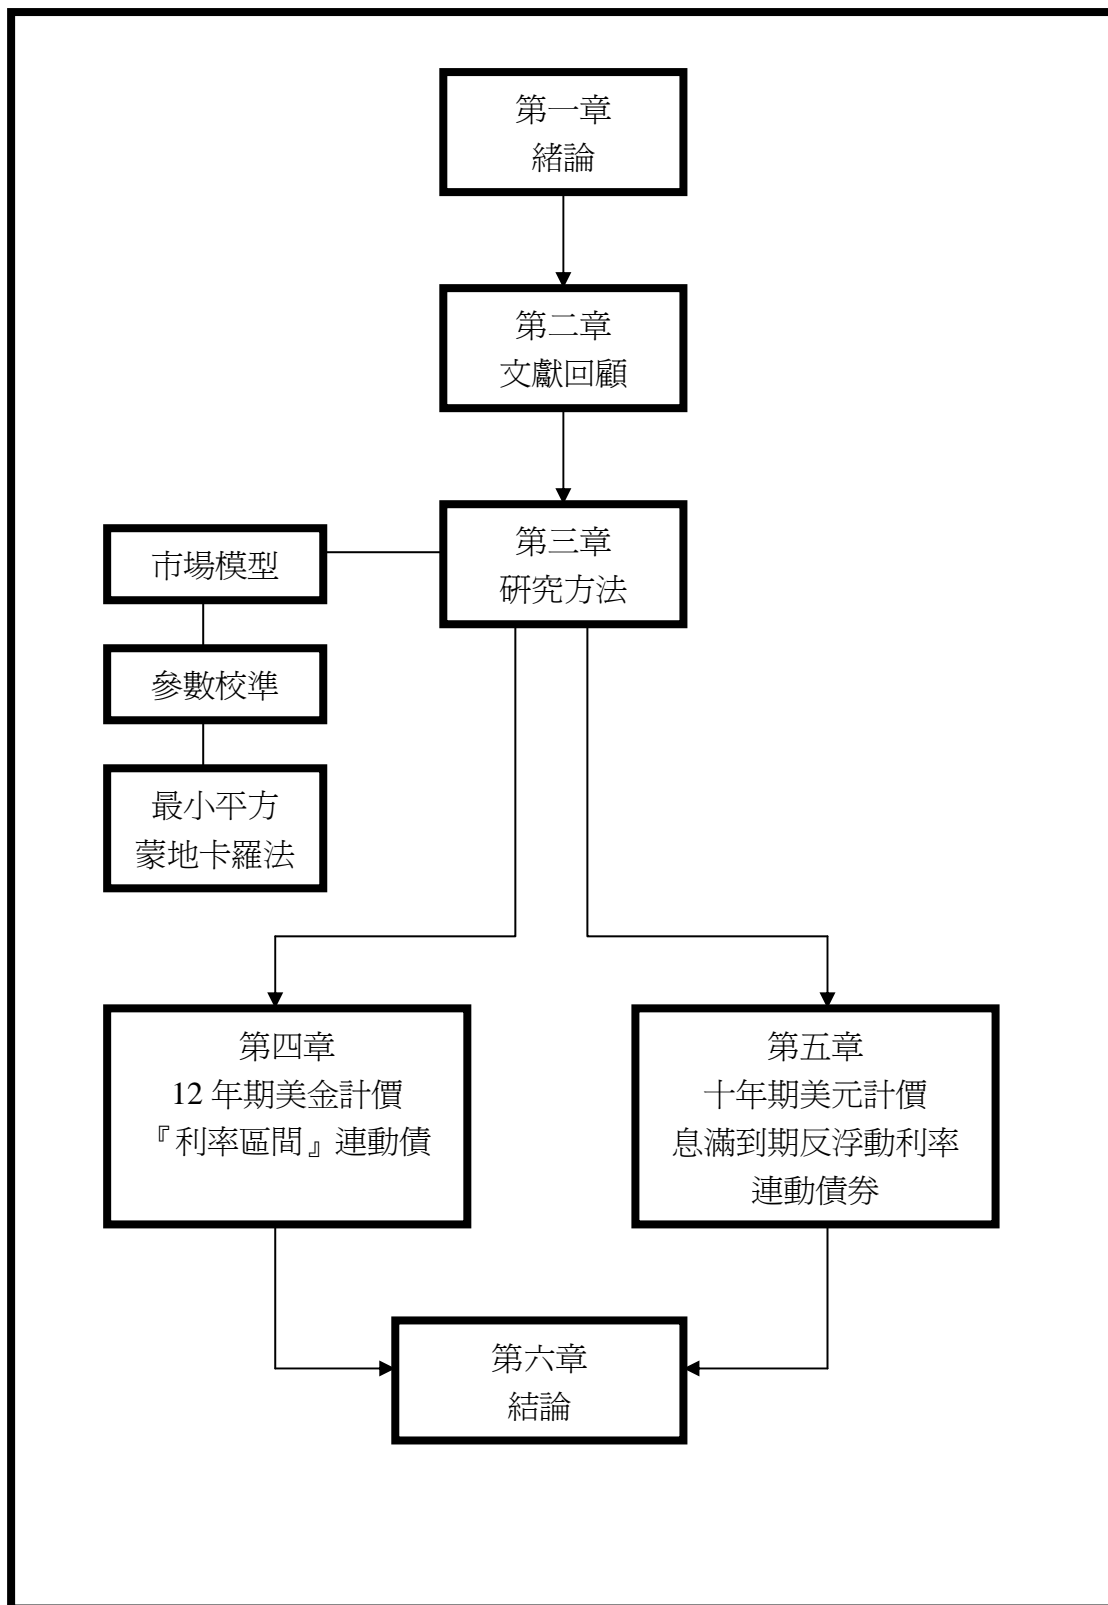 第一章
緒論
第二章
文獻回顧
第三章
研究方法
市場模型
參數校準
最小平方
蒙地卡羅法
第四章
12 年期美金計價
『利率區間』連動債
第五章
十年期美元計價
息滿到期反浮動利率
連動債券
第六章
結論